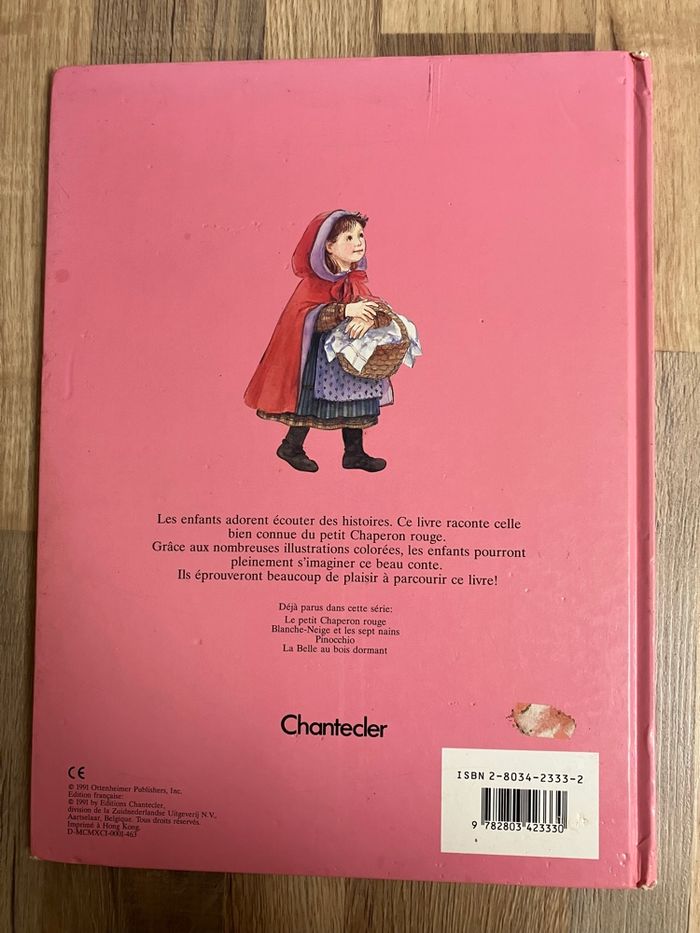 Les enfants adorent écouter des histoires. Ce livre raconte celle
bien connue du petit Chaperon rouge.
Grâce aux nombreuses illustrations colorées, les enfants pourront
pleinement s'imaginer ce beau conte.
Ils éprouveront beaucoup de plaisir à parcourir ce livre!
Déjà parus dans cette série:
Le petit Chaperon rouge
Blanche-Neige et les sept nains
Pinocchio
La Belle au bois dormant
Chantecler
CE
© 1991 Ottenheimer Publishers, Inc.
Edition française:
© 1991 by Editions Chantecler,
division de la Zuidnederlandse Uitgeverij N.V.,
Aartselaar, Belgique. Tous droits réservés.
Imprimé à Hong Kong.
D-MCMXCI-0001-463
ISBN 2-8034-2333-2
9 782803 423330